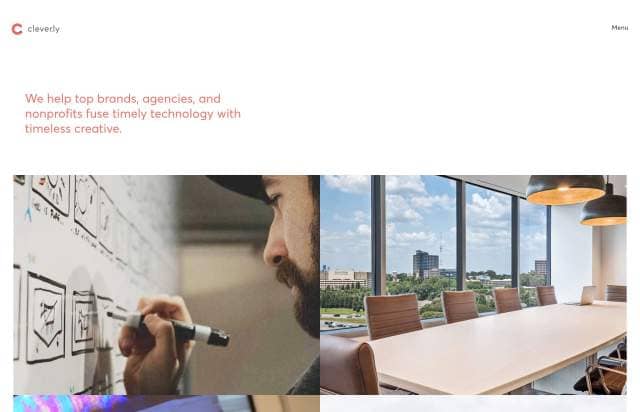 cleverly
Menu
We help top brands, agencies, and
nonprofits fuse timely technology with
timeless creative.